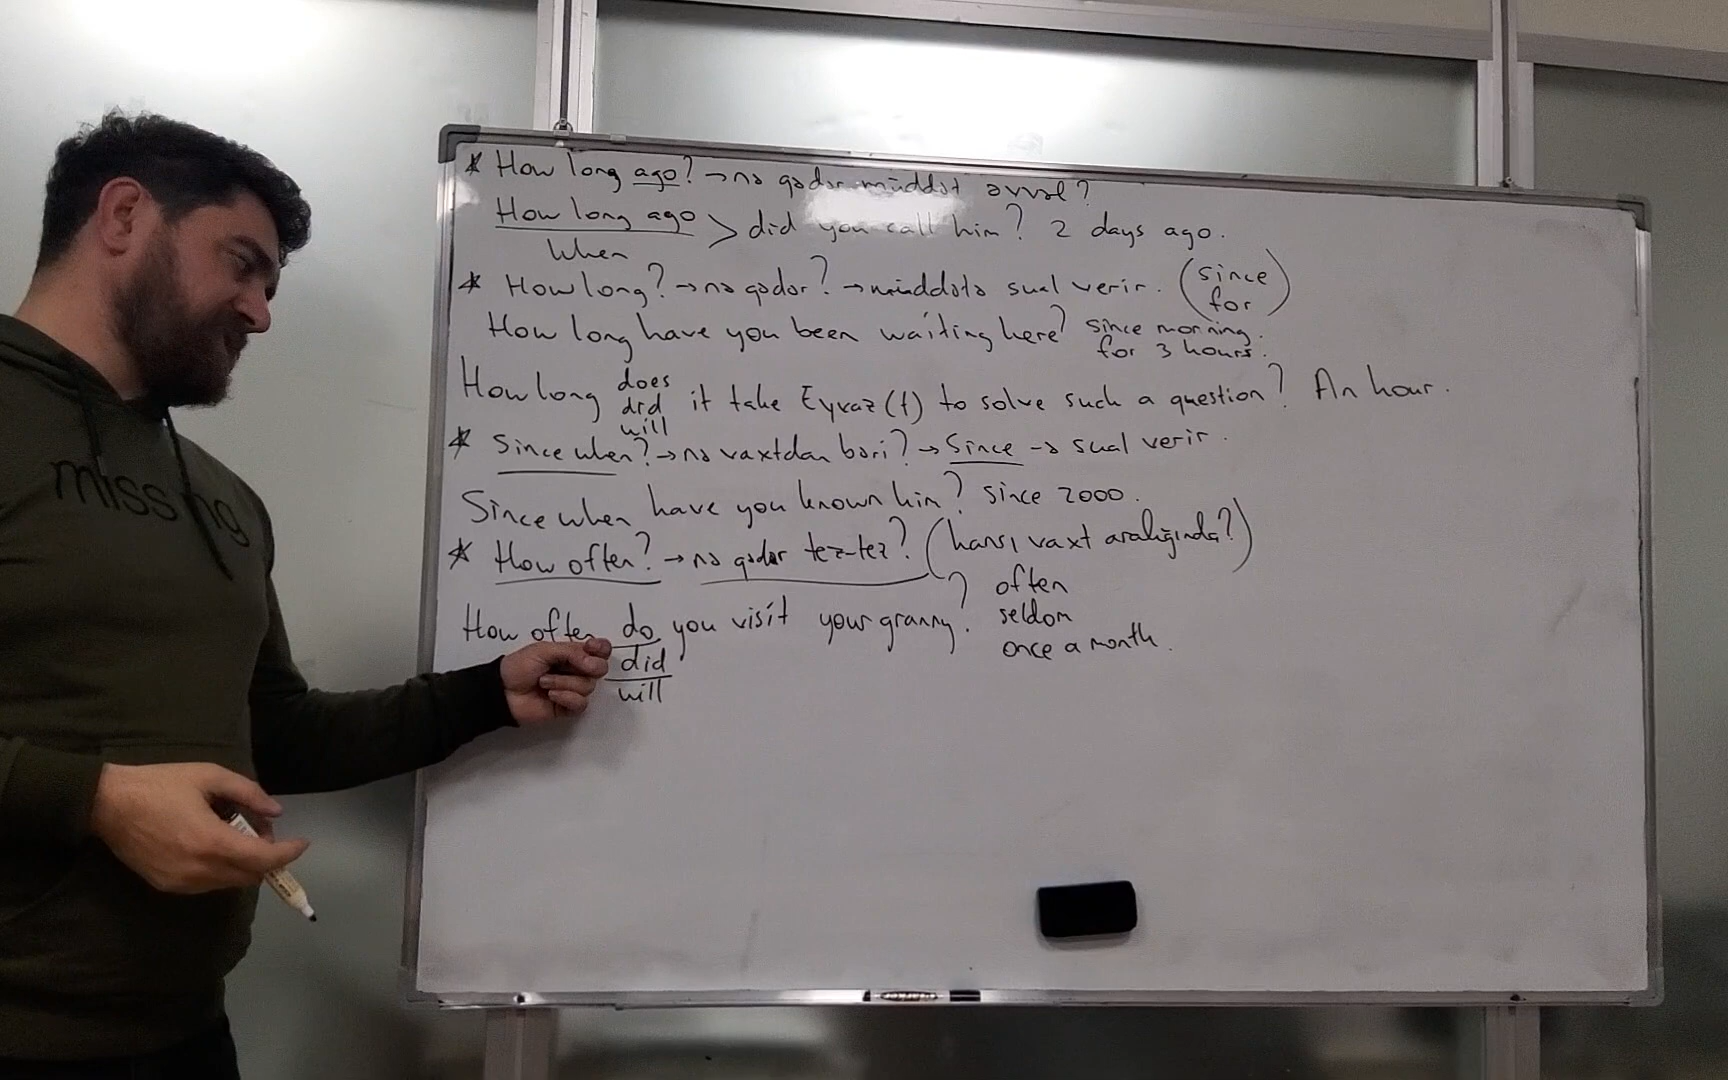 * How long ago? → nə qədər müddət əvvəl?
How long ago
When
> did you call him? 2 days ago.
* How long? → nə qədər? → müddətə sual verir. (since
for)
How long have you been waiting here? since morning.
for 3 hours.
How long does it take Eyvaz (f) to solve such a question? An hour.
did
will
* Since when? → nə vaxtdan bəri? → Since → sual verir.
Since when have you known him? since 2000.
* How often? → nə qədər tez-tez? (hansı vaxt aralığında?)
How often do you visit your granny? often
seldom
once a month.
did
will
missing